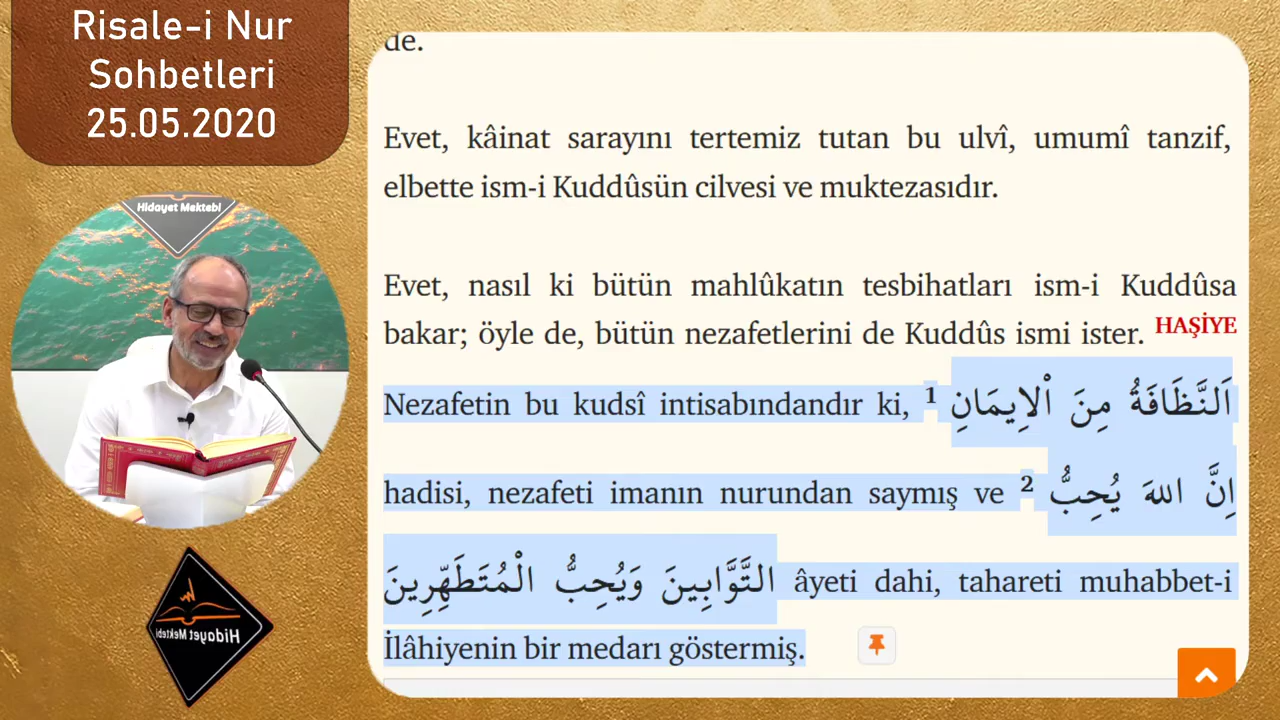 Risale-i Nur
Sohbetleri
25.05.2020
Hidayet Mektebi
Hidayet Mektebi
de.
Evet, kâinat sarayını tertemiz tutan bu ulvî, umumî tanzif,
elbette ism-i Kuddûsün cilvesi ve muktezasıdır.
Evet, nasıl ki bütün mahlûkatın tesbihatları ism-i Kuddûsa
bakar; öyle de, bütün nezafetlerini de Kuddûs ismi ister. HAŞİYE
Nezafetin bu kudsî intisabındandır ki, 1 اَلنَّظَافَةُ مِنَ اْلاِيمَانِ
hadisi, nezafeti imanın nurundan saymış ve 2 اِنَّ اللهَ يُحِبُّ
التَّوَّابِينَ وَيُحِبُّ الْمُتَطَهِّرِينَ âyeti dahi, tahareti muhabbet-i
İlâhiyenin bir medarı göstermiş.